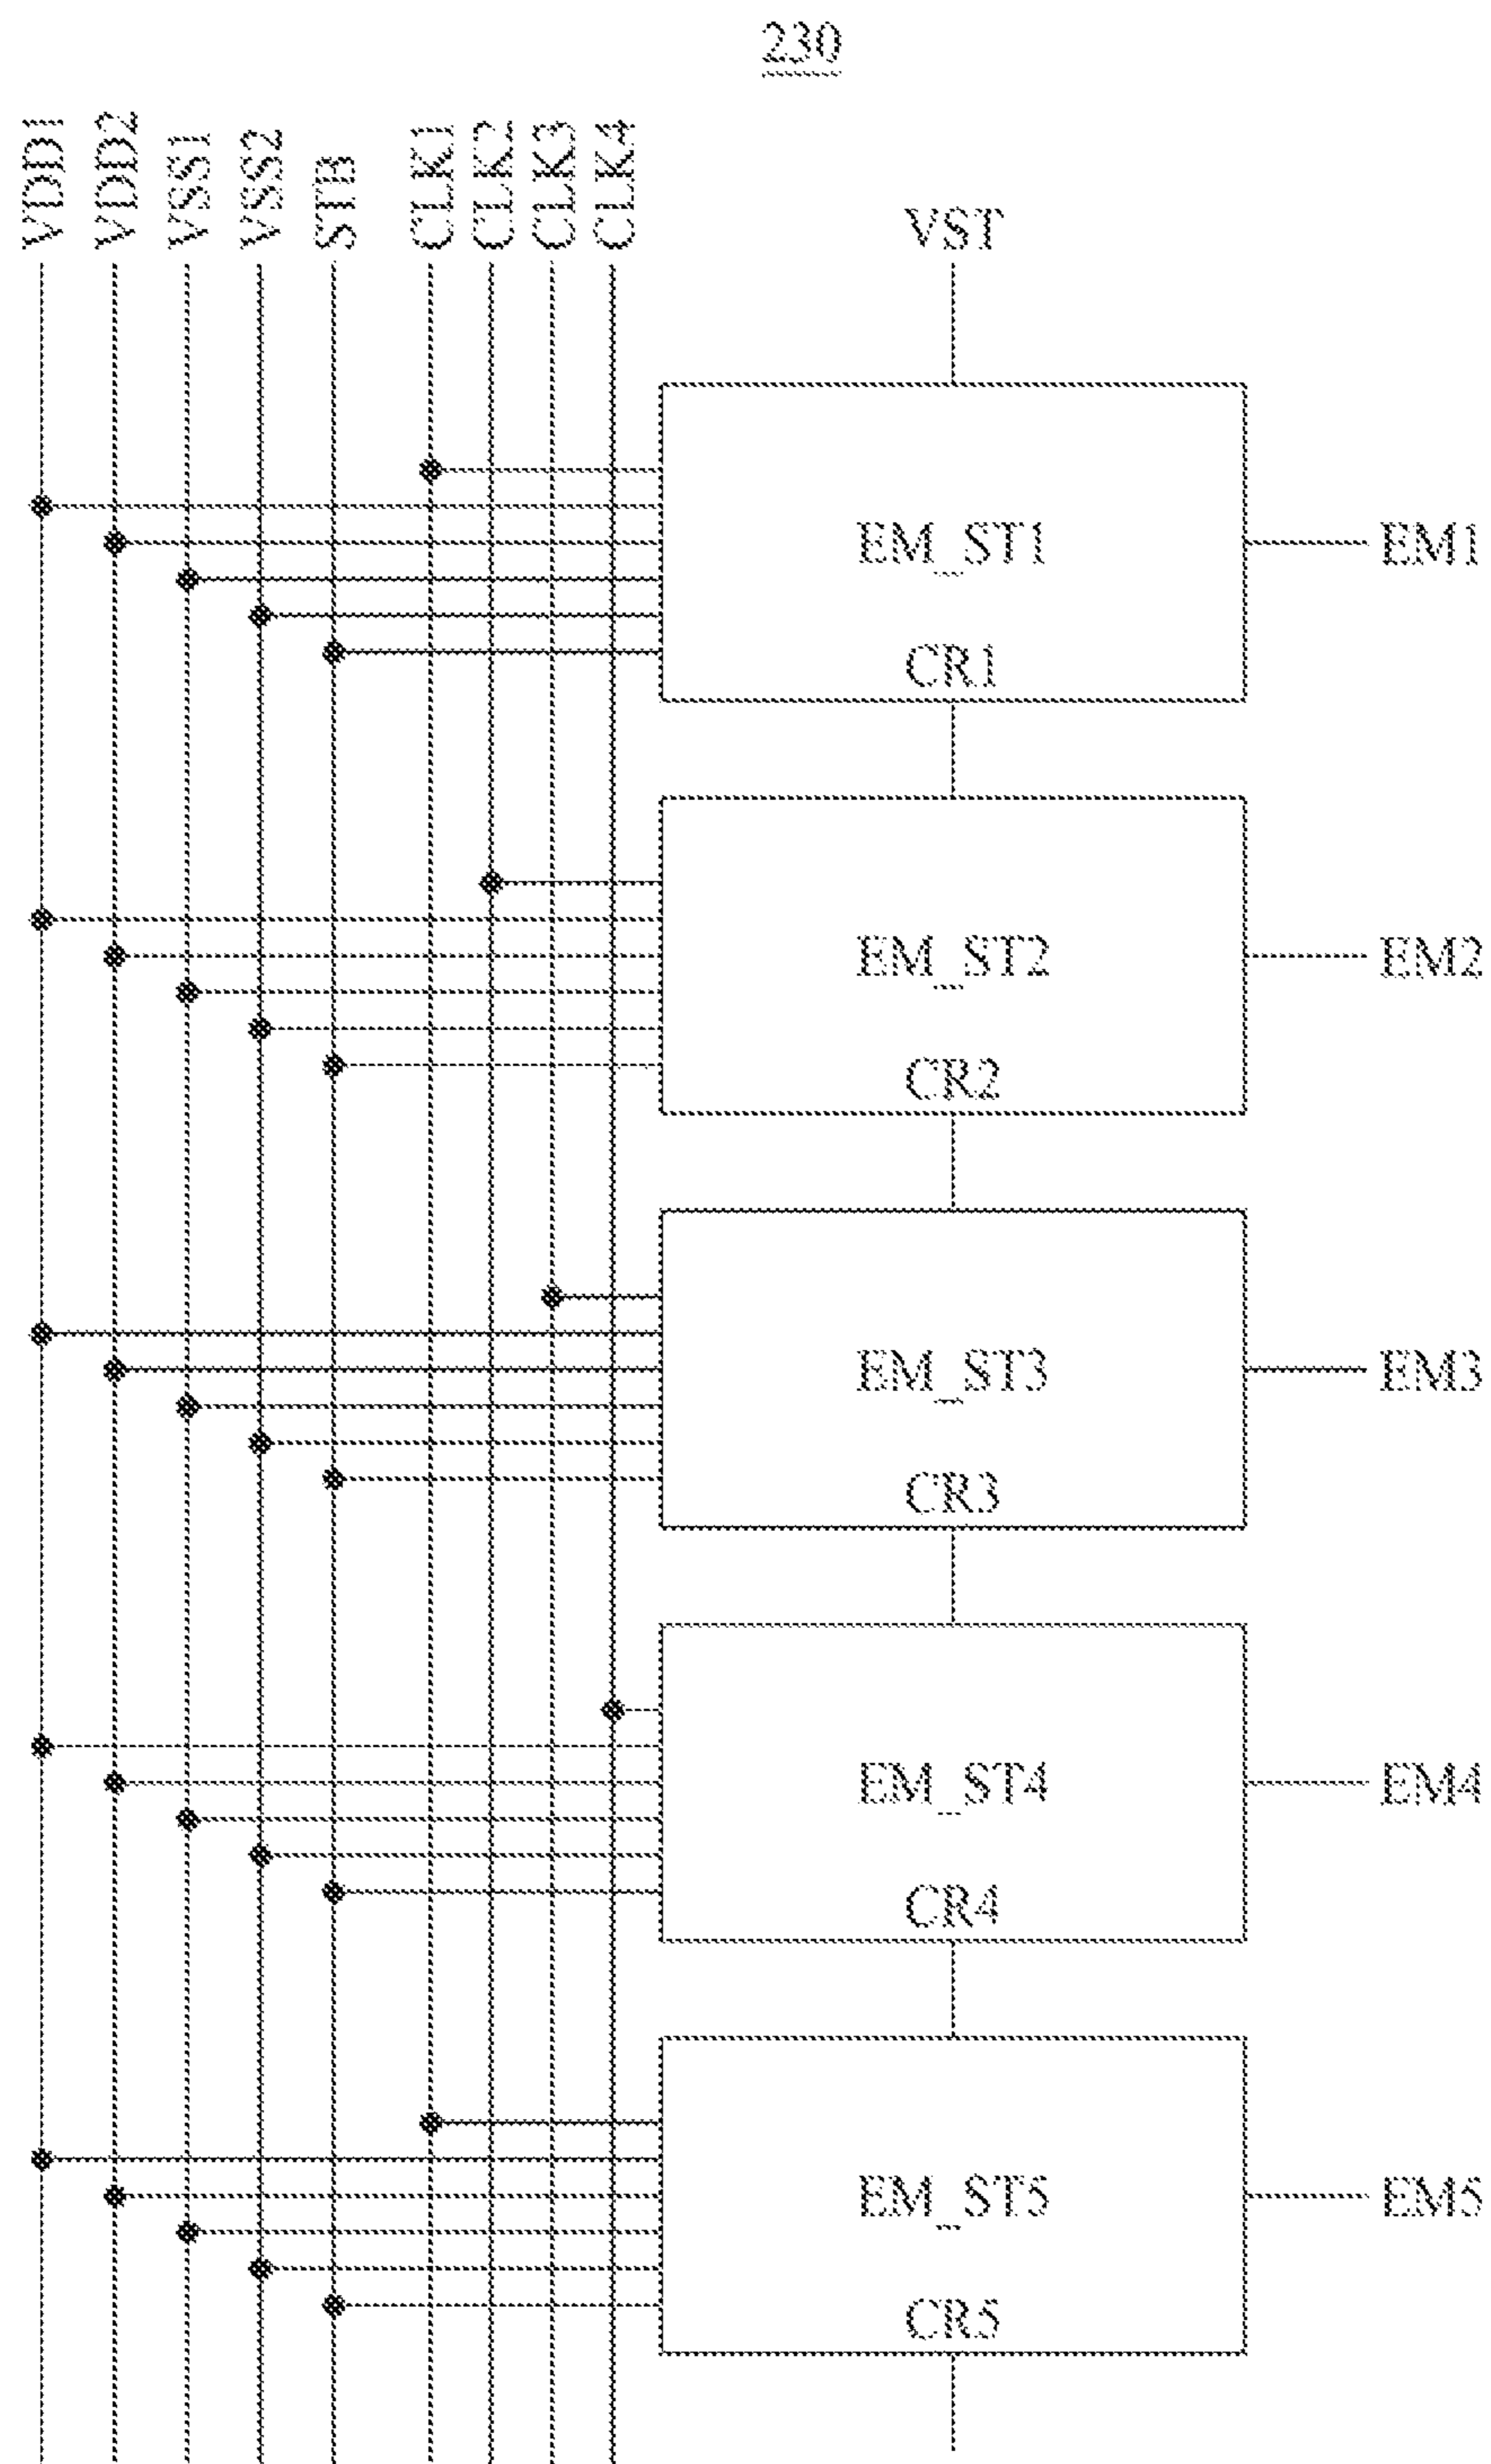 230
VDD1
VDD2
VSS1
VSS2
STB
CLK1
CLK2
CLK3
CLK4
VST
EM_ST1
EM1
CR1
EM_ST2
EM2
CR2
EM_ST3
EM3
CR3
EM_ST4
EM4
CR4
EM_ST5
EM5
CR5